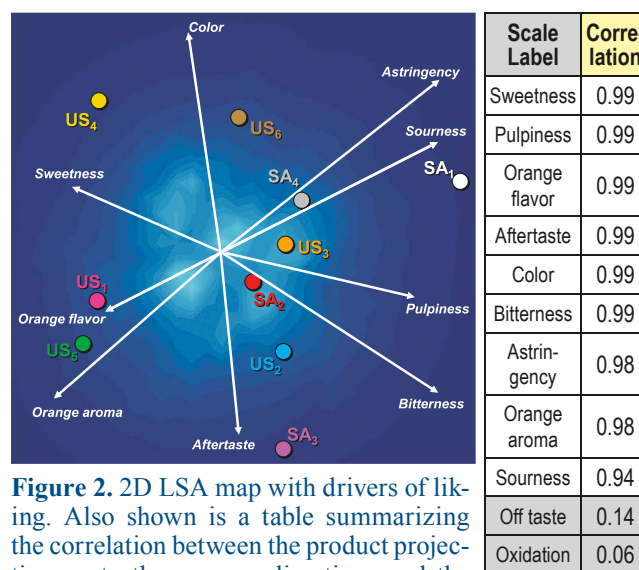 Color
Astringency
US4
US6
Sourness
Sweetness
SA4
SA1
US3
US1
SA2
Orange flavor
Pulpiness
US5
US2
Orange aroma
Bitterness
Aftertaste
SA3
Figure 2. 2D LSA map with drivers of lik-
ing. Also shown is a table summarizing
the correlation between the product projec-
Scale Corre-
Label lation
Sweetness 0.99
Pulpiness 0.99
Orange
flavor 0.99
Aftertaste 0.99
Color 0.99
Bitterness 0.99
Astrin-
gency 0.98
Orange
aroma 0.98
Sourness 0.94
Off taste 0.14
Oxidation 0.06